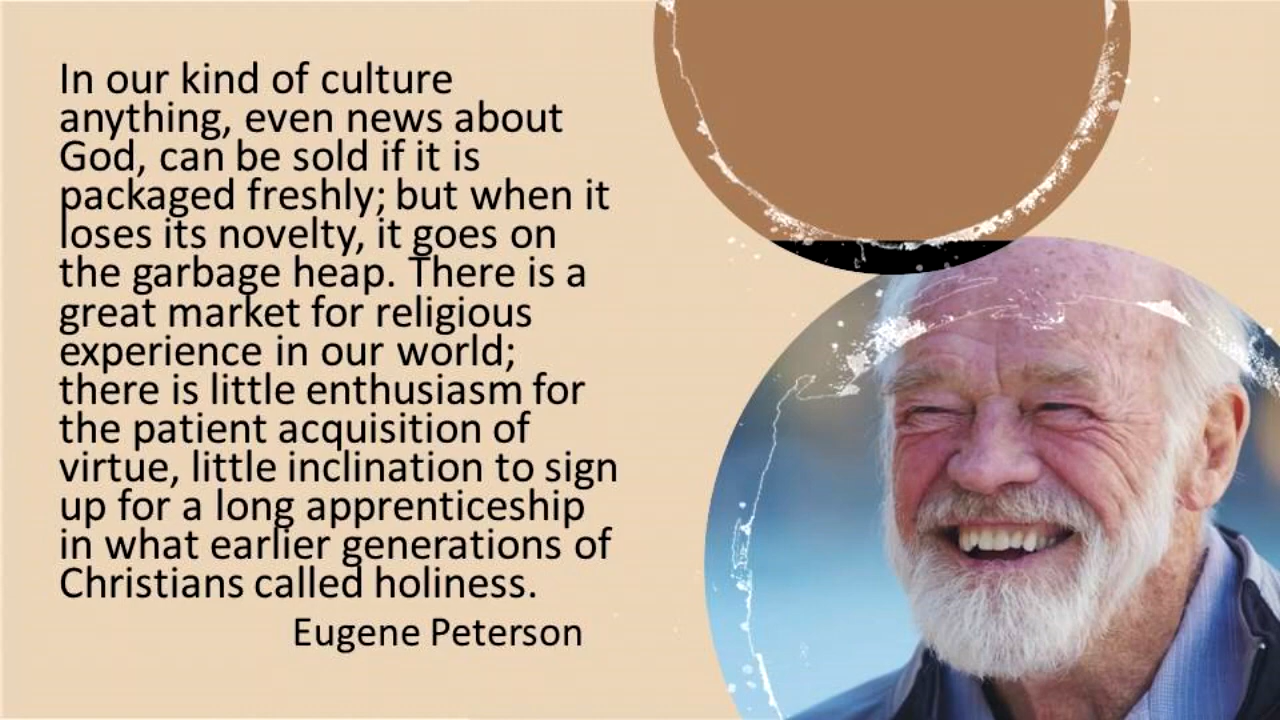 In our kind of culture
anything, even news about
God, can be sold if it is
packaged freshly; but when it
loses its novelty, it goes on
the garbage heap. There is a
great market for religious
experience in our world;
there is little enthusiasm for
the patient acquisition of
virtue, little inclination to sign
up for a long apprenticeship
in what earlier generations of
Christians called holiness.
Eugene Peterson